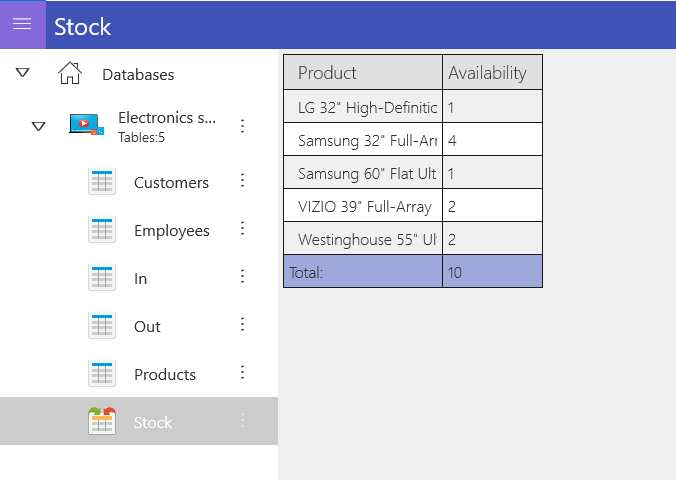 Stock
Databases
Electronics s...
Tables:5
Customers
Employees
In
Out
Products
Stock
Product Availability
LG 32" High-Definitic 1
Samsung 32" Full-Arr 4
Samsung 60" Flat Ult 1
VIZIO 39" Full-Array 2
Westinghouse 55" Ul 2
Total: 10